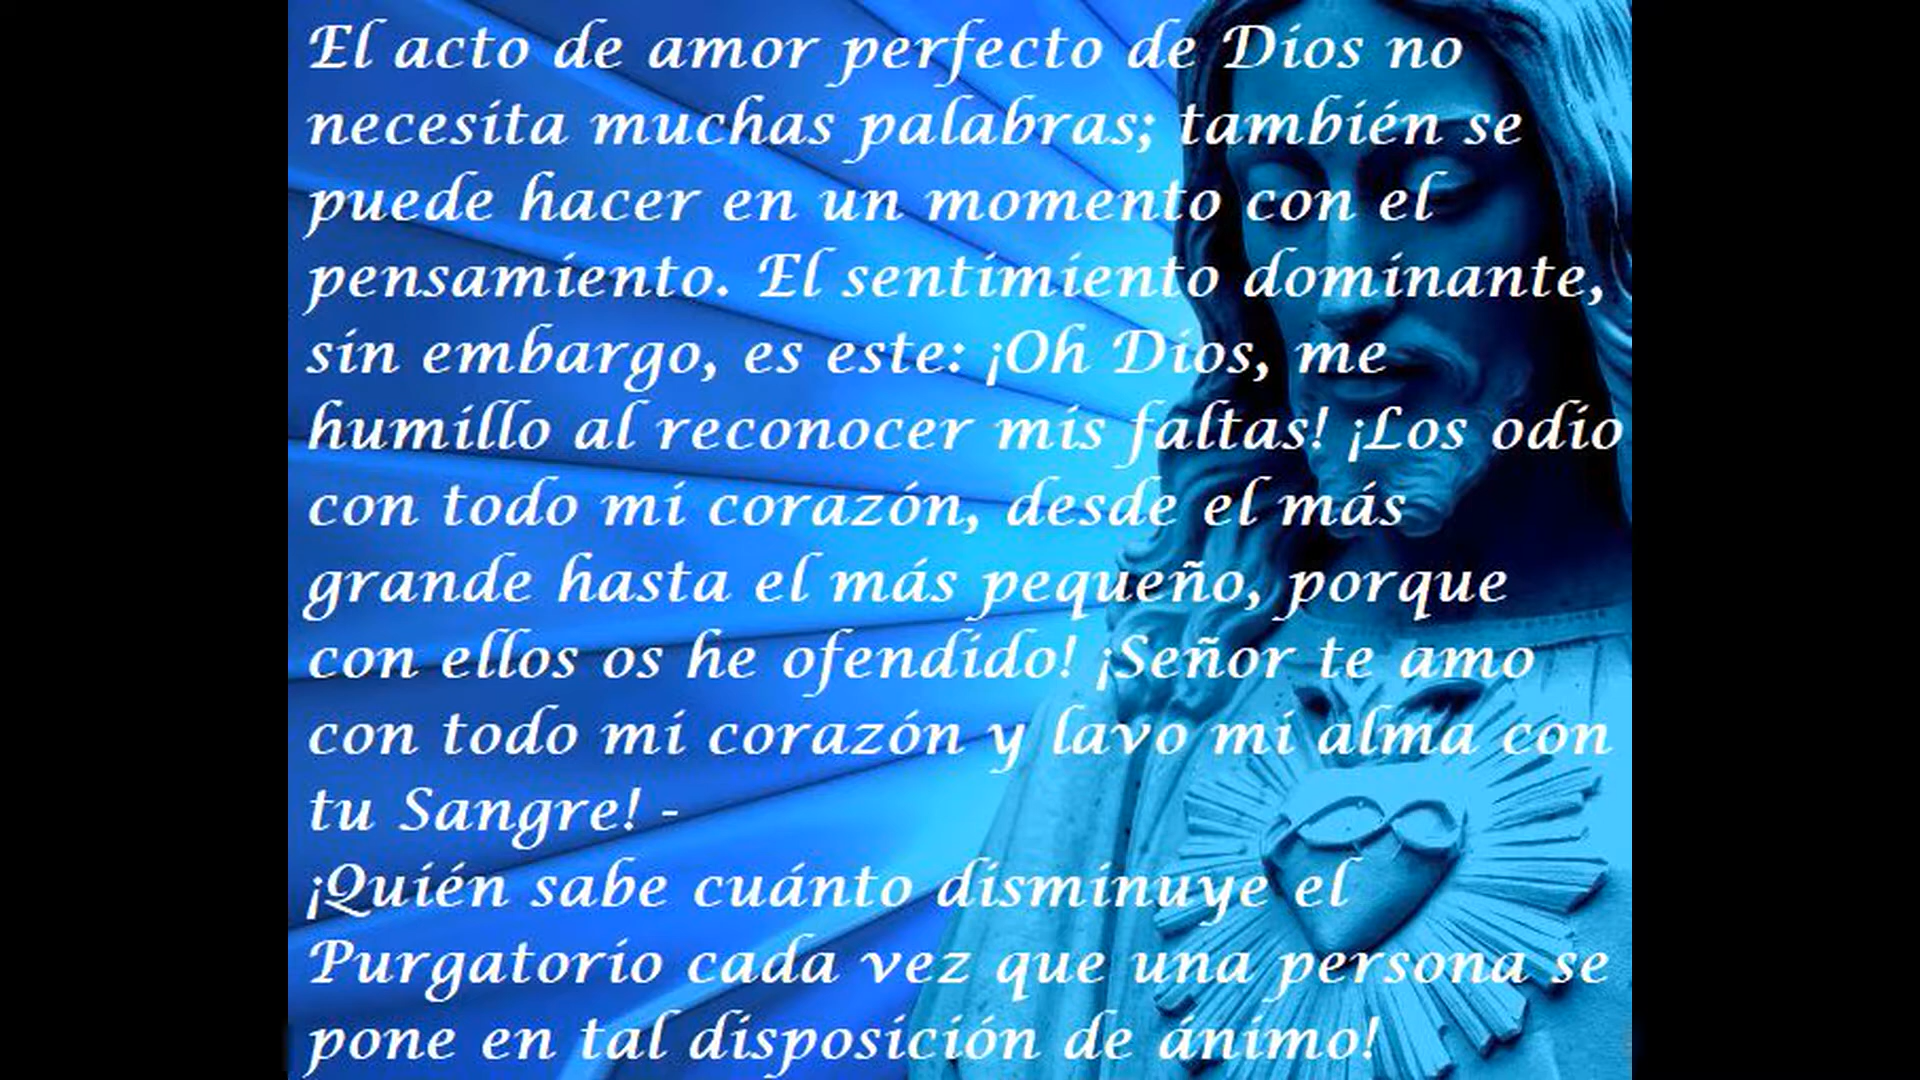 El acto de amor perfecto de Dios no
necesita muchas palabras; también se
puede hacer en un momento con el
pensamiento. El sentimiento dominante,
sin embargo, es este: ¡Oh Dios, me
humillo al reconocer mis faltas! ¡Los odio
con todo mi corazón, desde el más
grande hasta el más pequeño, porque
con ellos os he ofendido! ¡Señor te amo
con todo mi corazón y lavo mi alma con
tu Sangre! -
¡Quién sabe cuánto disminuye el
Purgatorio cada vez que una persona se
pone en tal disposición de ánimo!